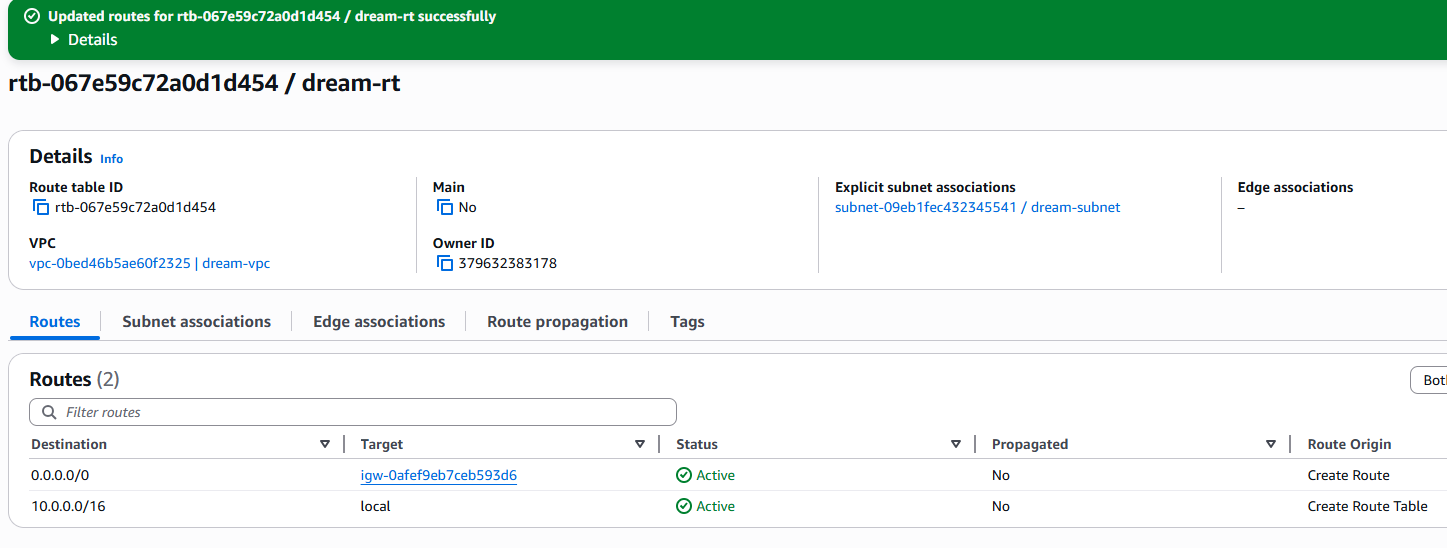 Updated routes for rtb-067e59c72a0d1d454 / dream-rt successfully
Details
rtb-067e59c72a0d1d454 / dream-rt
Details Info
Route table ID
rtb-067e59c72a0d1d454
Main
No
Explicit subnet associations
subnet-09eb1fec432345541 / dream-subnet
Edge associations
–
VPC
vpc-0bed46b5ae60f2325 | dream-vpc
Owner ID
379632383178
Routes Subnet associations Edge associations Route propagation Tags
Routes (2)
Filter routes
Destination Target Status Propagated Route Origin
0.0.0.0/0 igw-0afef9eb7ceb593d6 Active No Create Route
10.0.0.0/16 local Active No Create Route Table